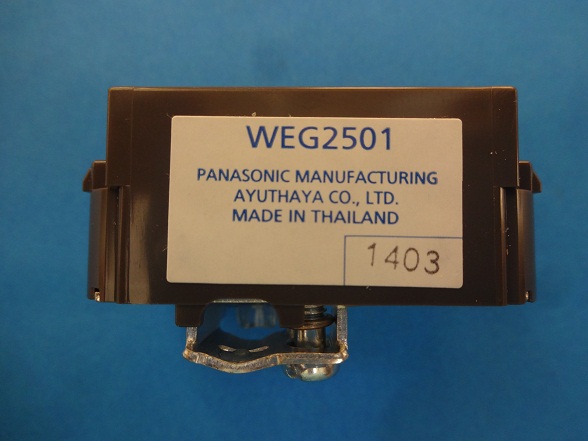 WEG2501
PANASONIC MANUFACTURING
AYUTHAYA CO., LTD.
MADE IN THAILAND
1403